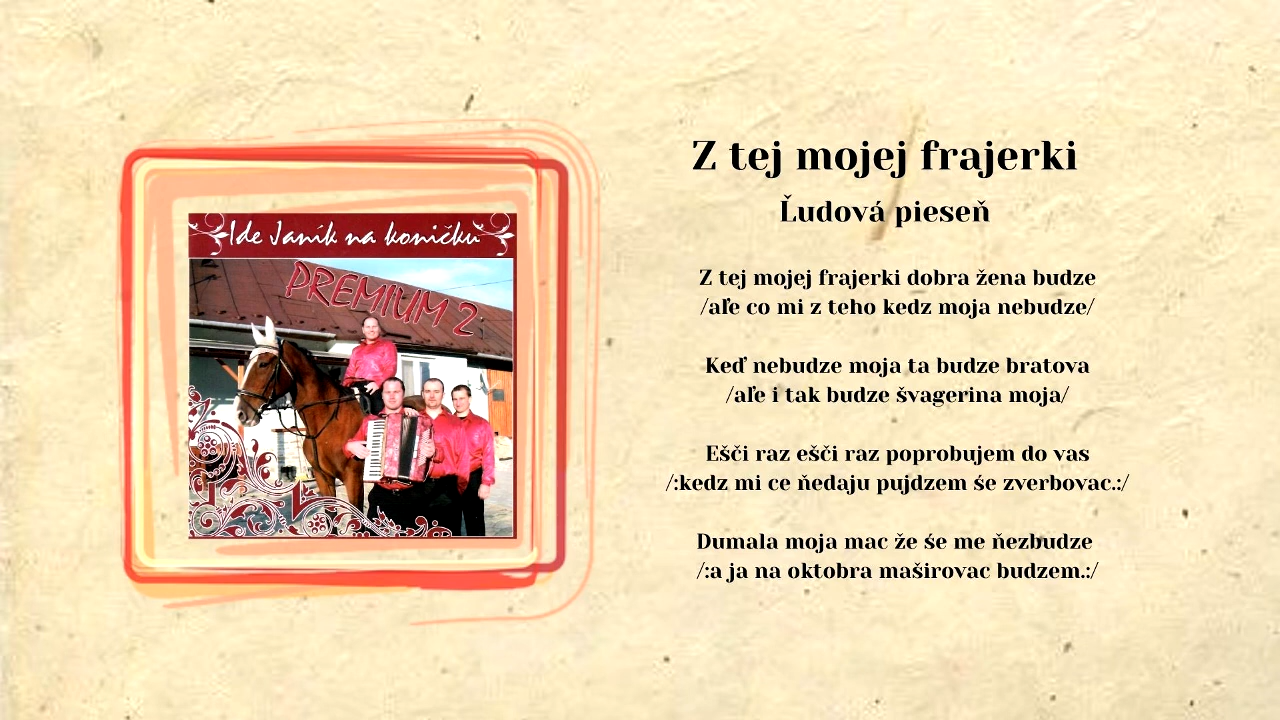 Ide Janík na koníčku
PREMIUM 2
Z tej mojej frajerki
Ľudová pieseň
Z tej mojej frajerki dobra žena budze
/aľe co mi z teho kedz moja nebudze/
Keď nebudze moja ta budze bratova
/aľe i tak budze švagerina moja/
Ešči raz ešči raz poprobujem do vas
/:kedz mi ce ňedaju pujdzem śe zverbovac.:/
Dumala moja mac že śe me ňezbudze
/:a ja na oktobra maširovac budzem.:/